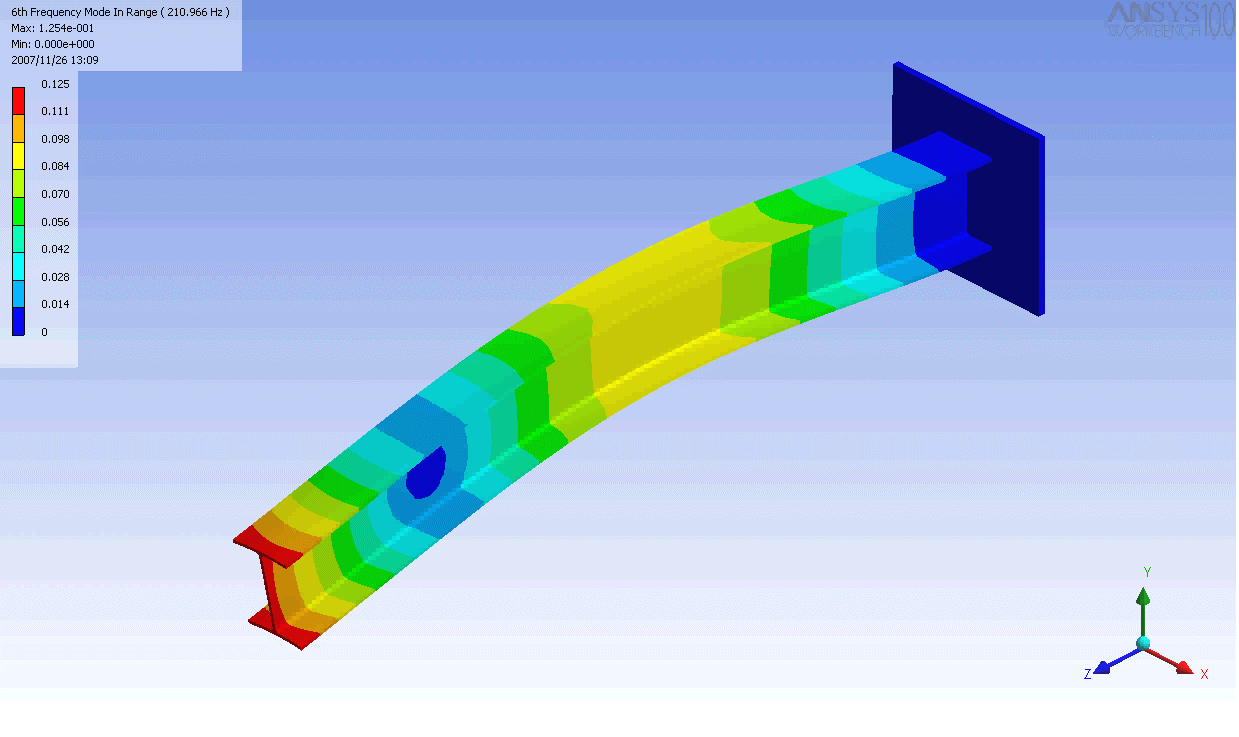 6th Frequency Mode In Range ( 210.966 Hz )
Max: 1.254e-001
Min: 0.000e+000
2007/11/26 13:09
ANSYS 10.0
WORKBENCH
0.125
0.111
0.098
0.084
0.070
0.056
0.042
0.028
0.014
0
Y
Z
X